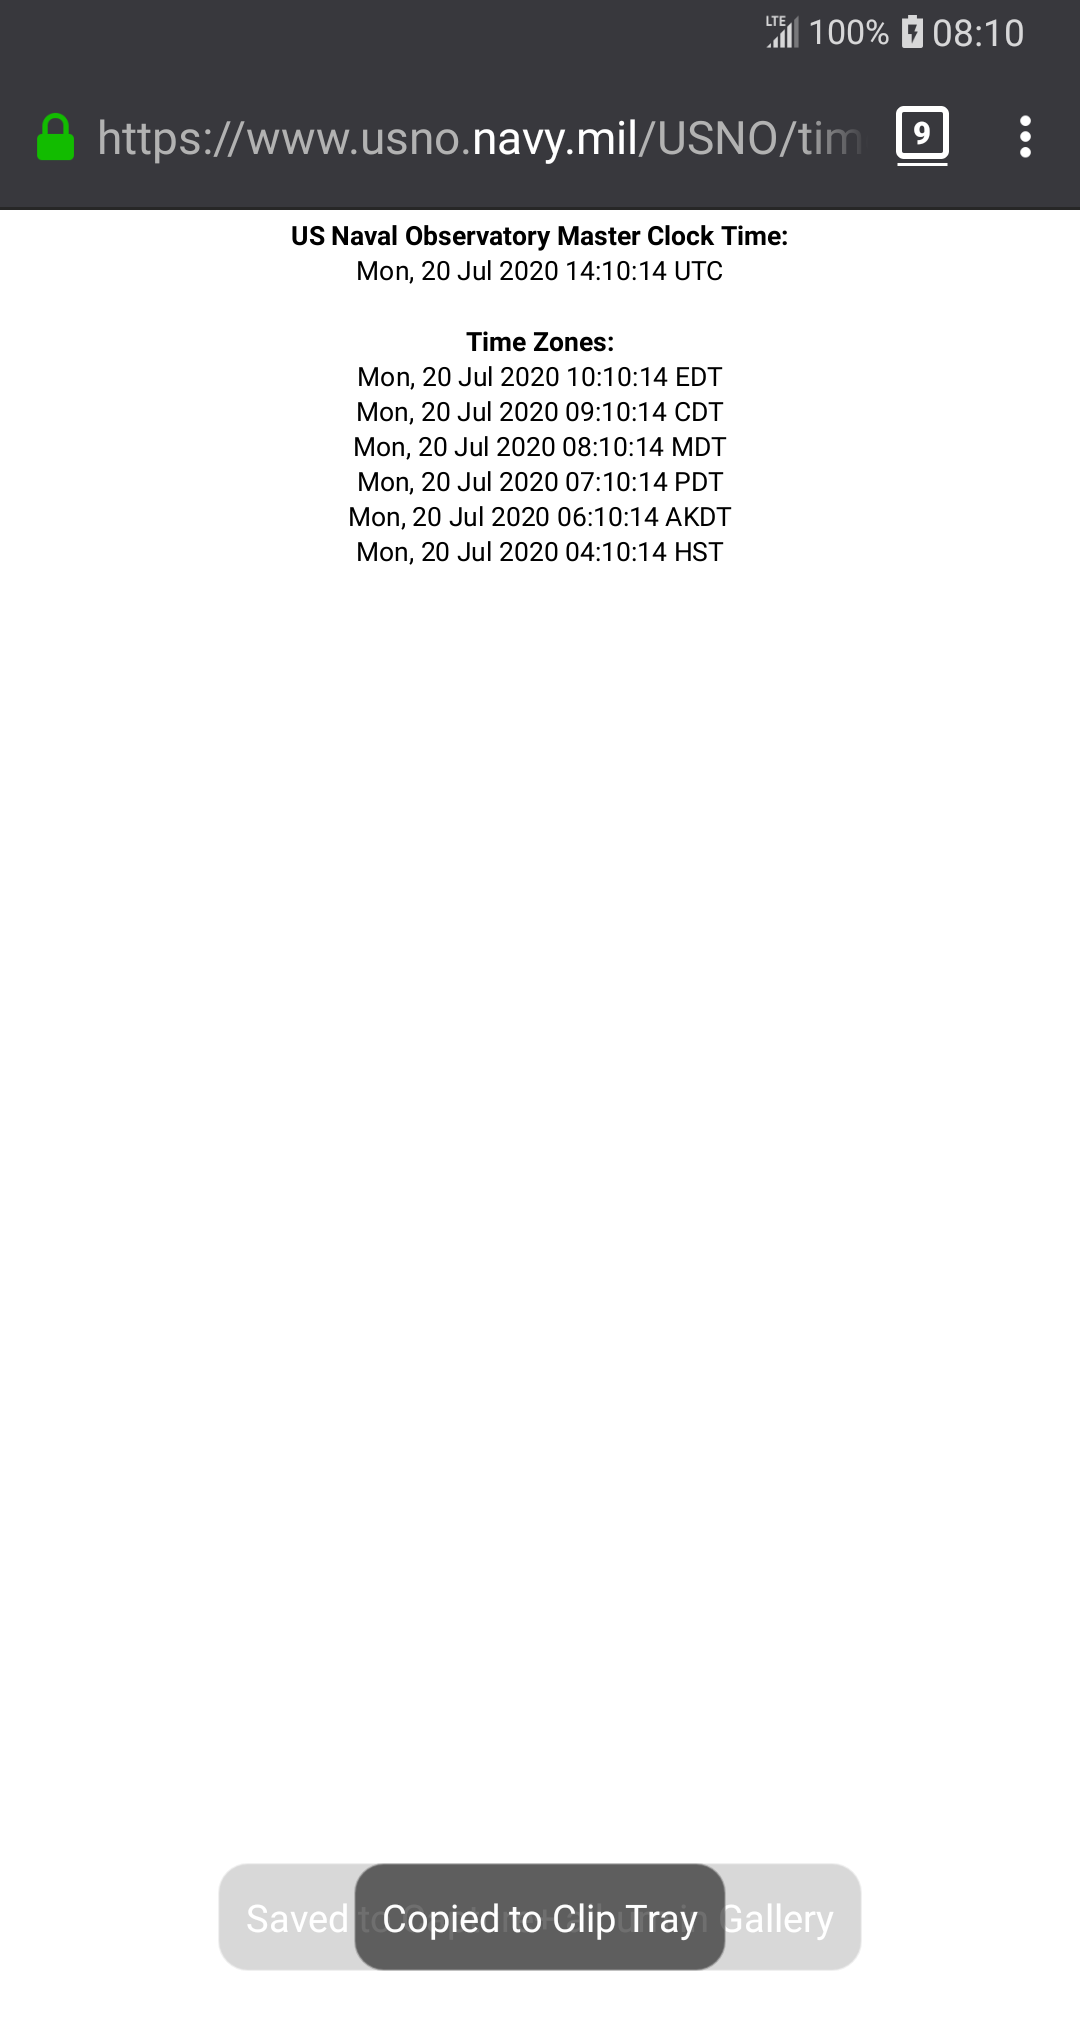 LTE 100% 08:10
https://www.usno.navy.mil/USNO/tim 9
US Naval Observatory Master Clock Time:
Mon, 20 Jul 2020 14:10:14 UTC
Time Zones:
Mon, 20 Jul 2020 10:10:14 EDT
Mon, 20 Jul 2020 09:10:14 CDT
Mon, 20 Jul 2020 08:10:14 MDT
Mon, 20 Jul 2020 07:10:14 PDT
Mon, 20 Jul 2020 06:10:14 AKDT
Mon, 20 Jul 2020 04:10:14 HST
Saved Gallery
Copied to Clip Tray